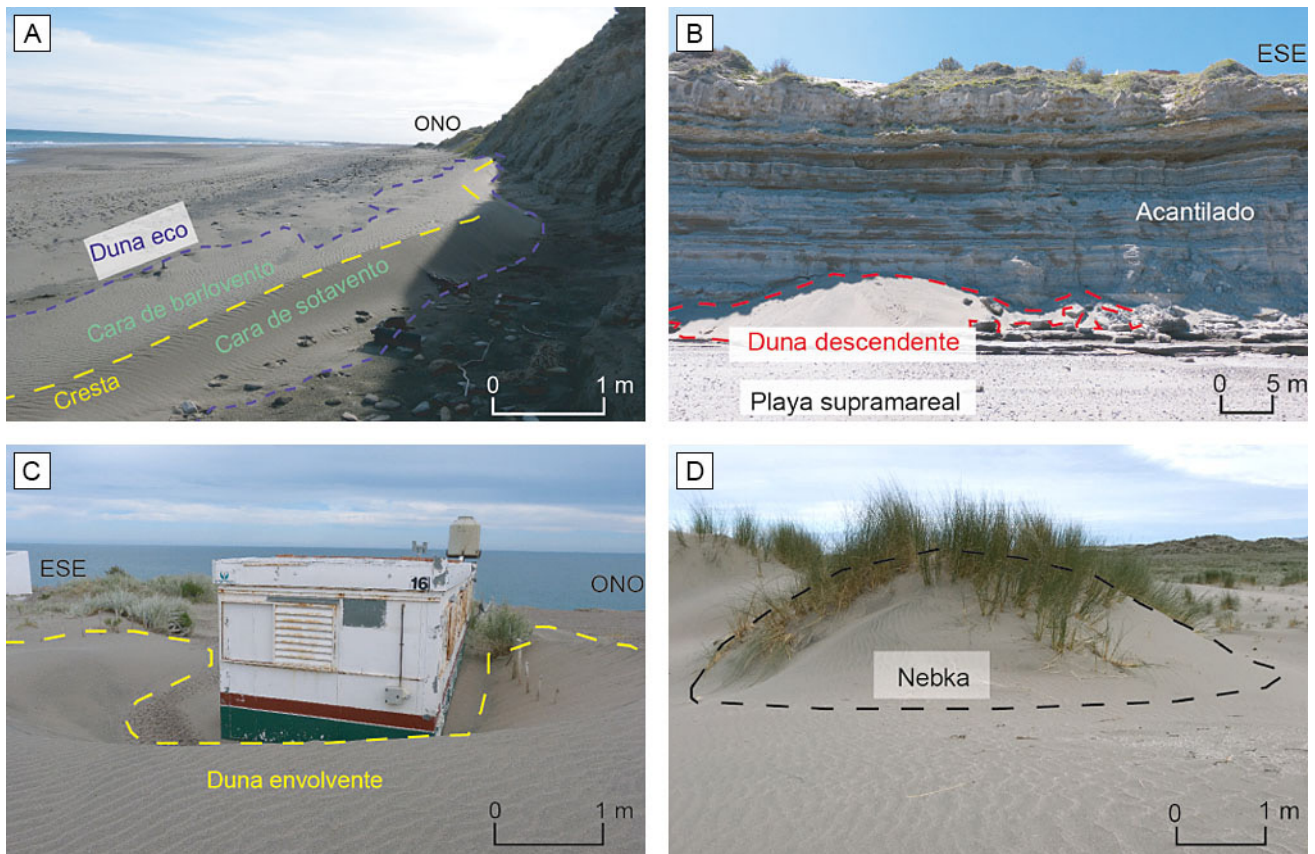 A
ONO
Duna eco
Cara de barlovento
Cara de sotavento
Cresta
0 1 m
B
ESE
Acantilado
Duna descendente
Playa supramareal
0 5 m
C
ESE
ONO
16
Duna envolvente
0 1 m
D
Nebka
0 1 m